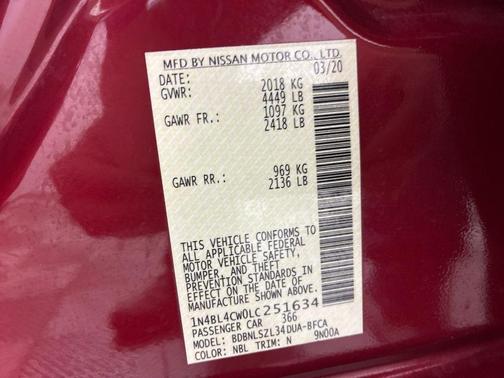 MFD BY NISSAN MOTOR CO., LTD.
DATE: 03/20
GVWR: 2018 KG
4449 LB
GAWR FR.: 1097 KG
2418 LB
GAWR RR.: 969 KG
2136 LB
THIS VEHICLE CONFORMS TO
ALL APPLICABLE FEDERAL
MOTOR VEHICLE SAFETY,
BUMPER, AND THEFT
PREVENTION STANDARDS IN
EFFECT ON THE DATE OF
MANUFACTURE SHOWN ABOVE.
1N4BL4CW0LC251634
PASSENGER CAR 366
MODEL: BDBNLSZL34DUA-BFCA
COLOR: NBL TRIM: N 9N00A